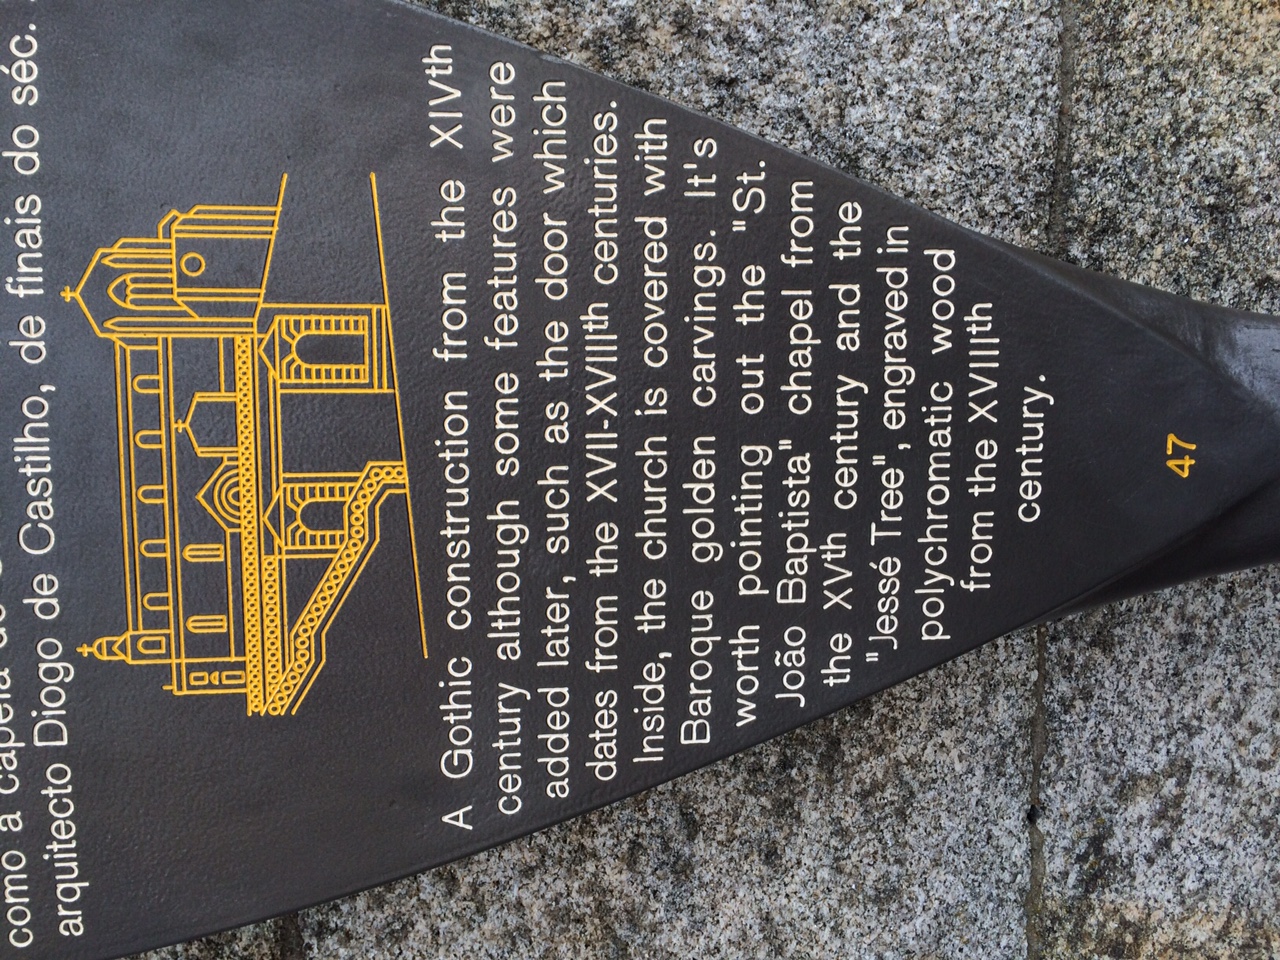 como a capela de
arquitecto Diogo de Castilho, de finais do séc.
A Gothic construction from the XIVth
century although some features were
added later, such as the door which
dates from the XVII-XVIIIth centuries.
Inside, the church is covered with
Baroque golden carvings. It's
worth pointing out the "St.
João Baptista" chapel from
the XVth century and the
"Jessé Tree", engraved in
polychromatic wood
from the XVIIIth
century.
47